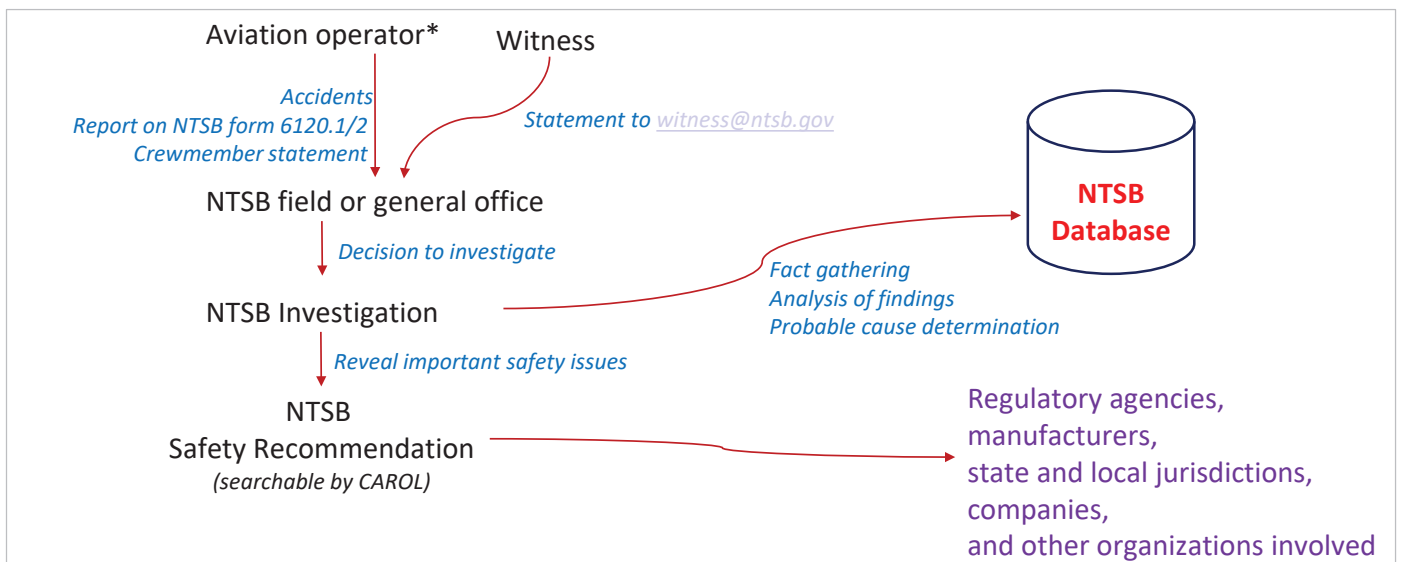 Aviation operator*
Witness
Accidents
Report on NTSB form 6120.1/2
Crewmember statement
Statement to witness@ntsb.gov
NTSB field or general office
NTSB
Database
Decision to investigate
Fact gathering
Analysis of findings
Probable cause determination
NTSB Investigation
Reveal important safety issues
NTSB
Safety Recommendation
(searchable by CAROL)
Regulatory agencies,
manufacturers,
state and local jurisdictions,
companies,
and other organizations involved